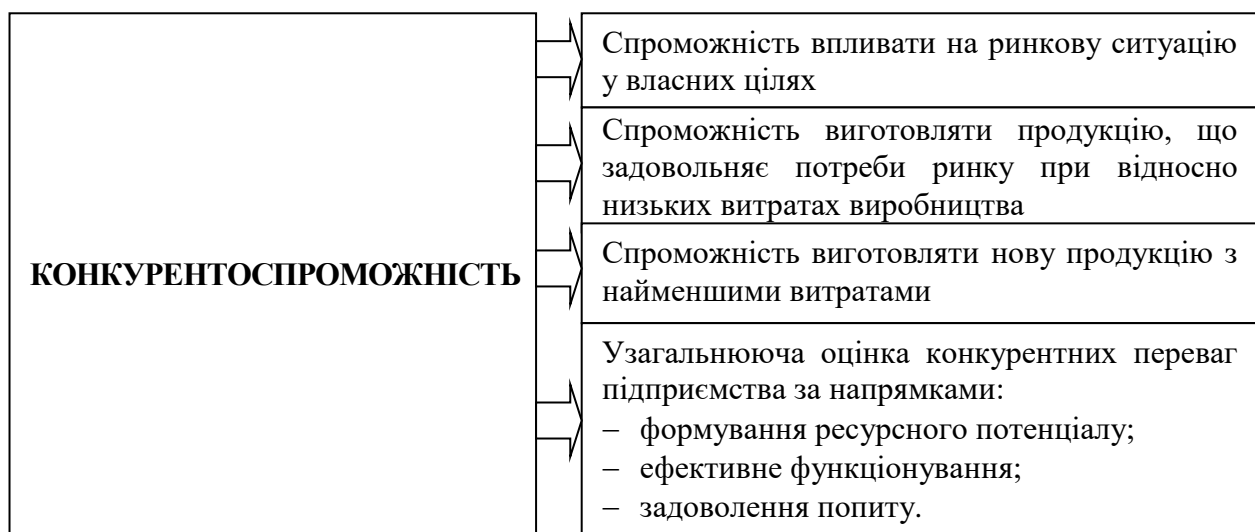 КОНКУРЕНТОСПРОМОЖНІСТЬ
Спроможність впливати на ринкову ситуацію
у власних цілях
Спроможність виготовляти продукцію, що
задовольняє потреби ринку при відносно
низьких витратах виробництва
Спроможність виготовляти нову продукцію з
найменшими витратами
Узагальнююча оцінка конкурентних переваг
підприємства за напрямками:
− формування ресурсного потенціалу;
− ефективне функціонування;
− задоволення попиту.